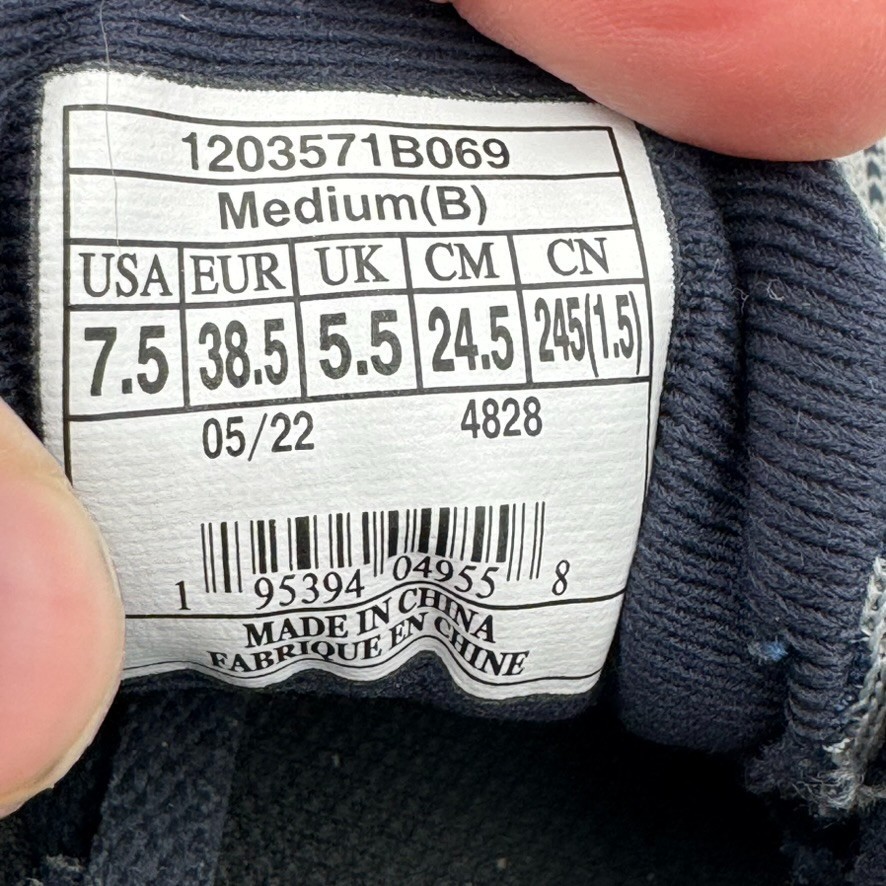 1203571B069
Medium(B)
USA EUR UK CM CN
7.5 38.5 5.5 24.5 245(1.5)
05/22 4828
1 95394 04955 8
MADE IN CHINA
FABRIQUE EN CHINE